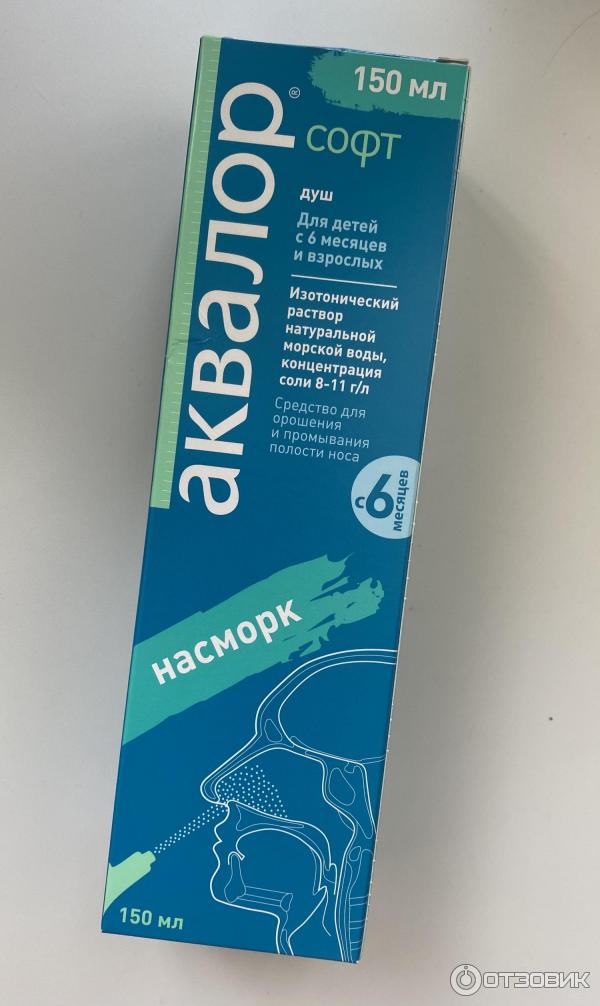 150 мл
аквалор®
софт
душ
Для детей
с 6 месяцев
и взрослых
Изотонический
раствор
натуральной
морской воды,
концентрация
соли 8-11 г/л
Средство для
орошения
и промывания
полости носа
с 6 месяцев
насморк
150 мл
ОТЗОВИК